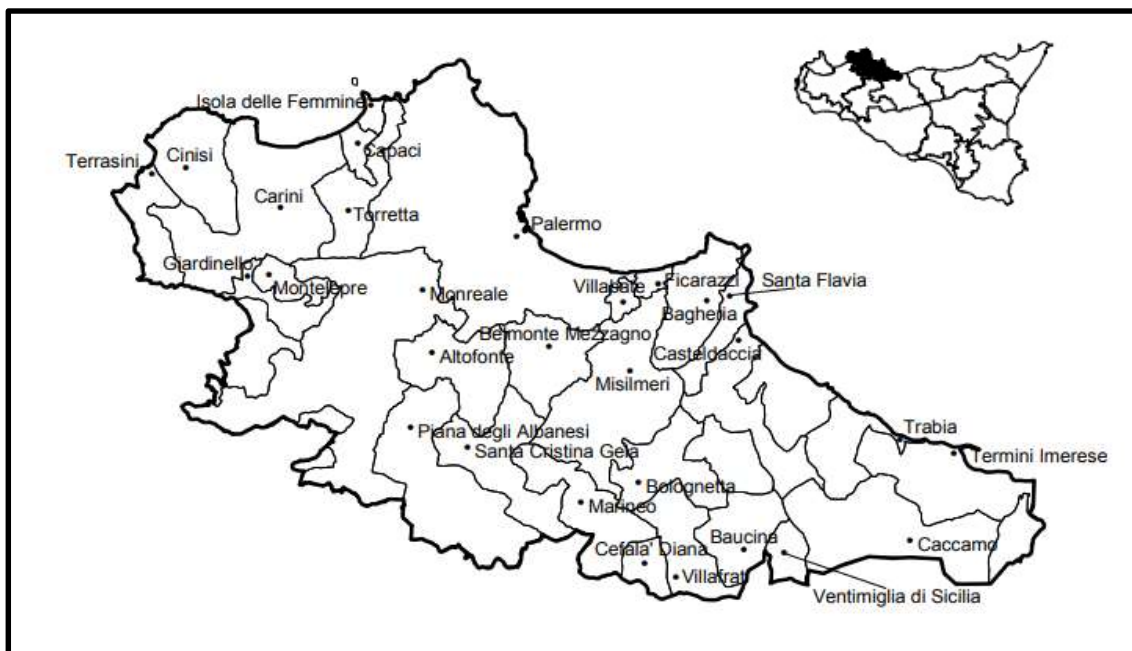 Isola delle Femmine
Capaci
Terrasini
Cinisi
Carini
Torretta
Palermo
Giardinello
Montelepre
Monreale
Villabate
Ficarazzi
Santa Flavia
Bagheria
Belmonte Mezzagno
Altofonte
Casteldaccia
Misilmeri
Piana degli Albanesi
Santa Cristina Gela
Trabia
Termini Imerese
Bolognetta
Marineo
Baucina
Caccamo
Cefala' Diana
Villafrati
Ventimiglia di Sicilia